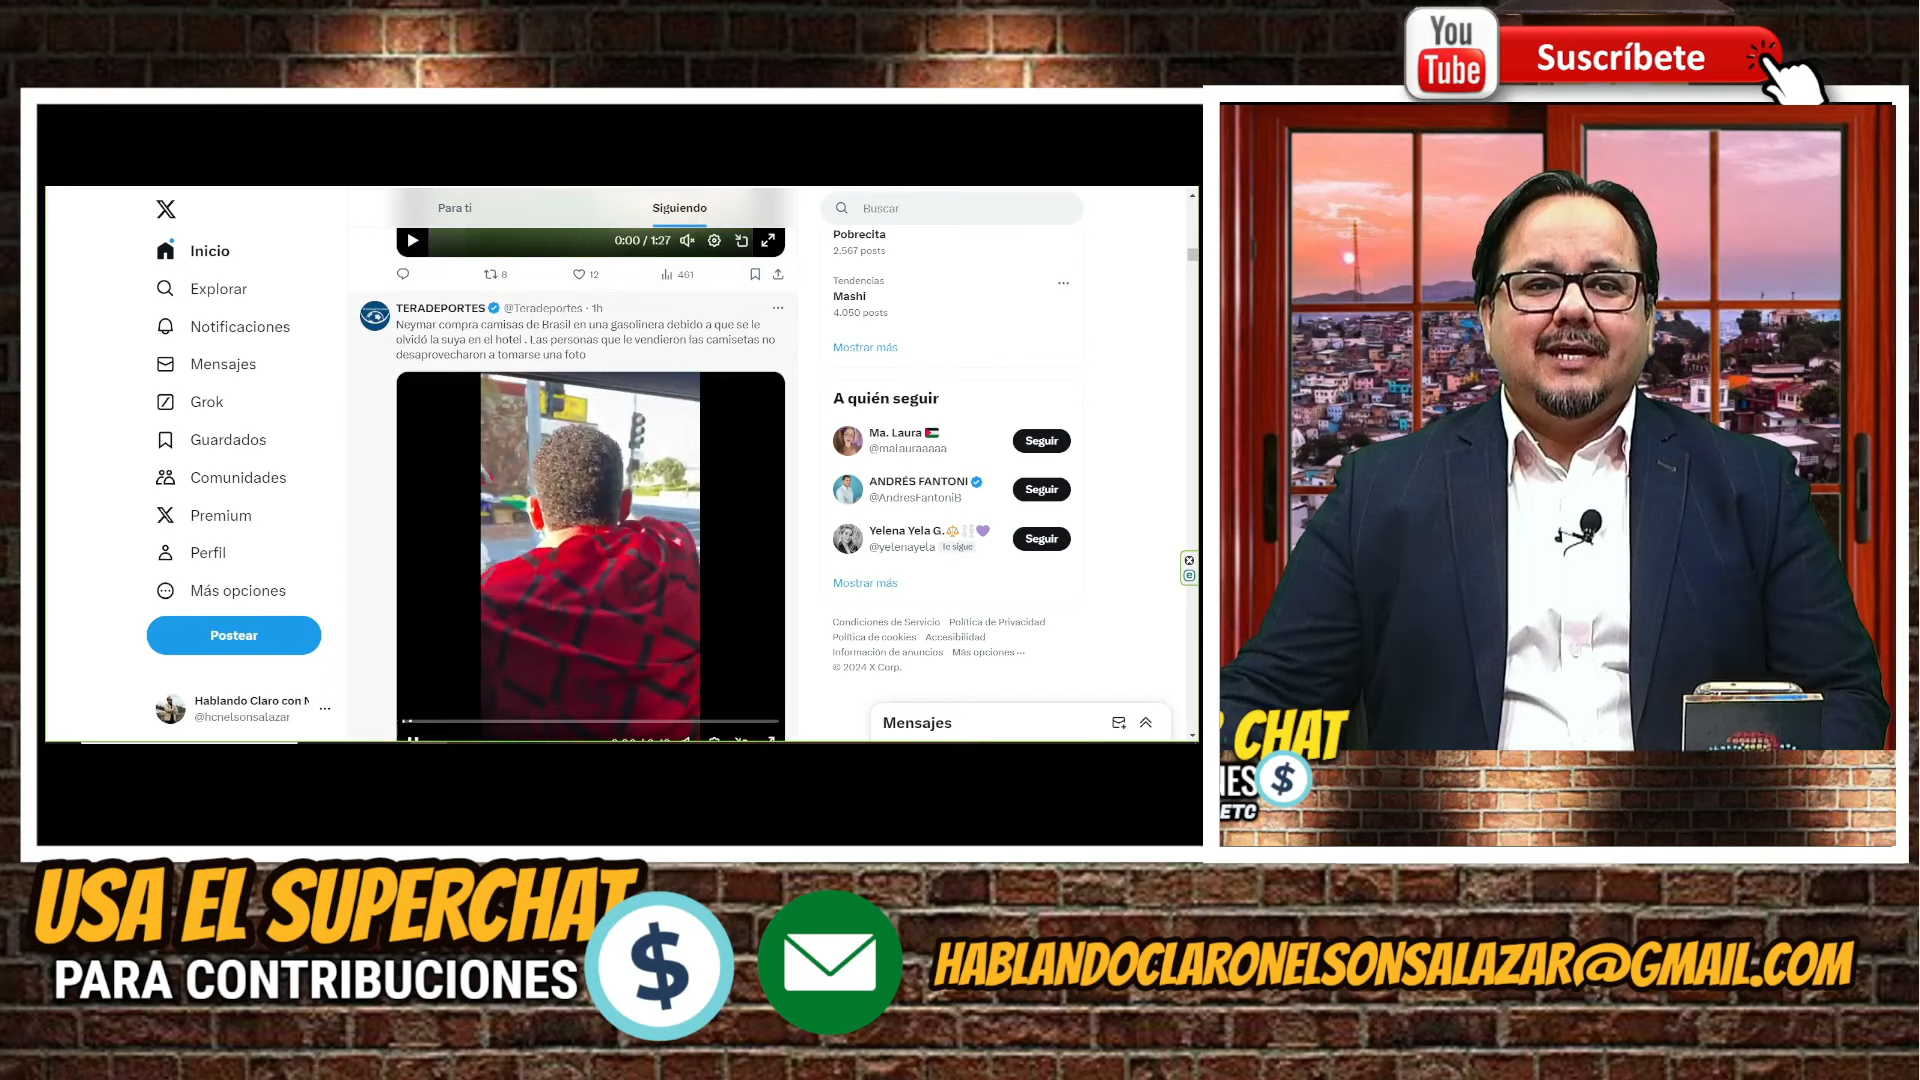 You
Tube
Suscríbete
Para ti
Siguiendo
Buscar
0:00 / 1:27
8
12
461
Inicio
Explorar
Notificaciones
Mensajes
Grok
Guardados
Comunidades
Premium
Perfil
Más opciones
Postear
Hablando Claro con N
@hcnelsonsalazar
TERADEPORTES @Teradeportes · 1h
Neymar compra camisas de Brasil en una gasolinera debido a que se le
olvidó la suya en el hotel . Las personas que le vendieron las camisetas no
desaprovecharon a tomarse una foto
Pobrecita
2.567 posts
Tendencias
Mashi
4.050 posts
Mostrar más
A quién seguir
Ma. Laura
@malauraaaaa
Seguir
ANDRÉS FANTONI
@AndresFantoniB
Seguir
Yelena Yela G.
@yelenayela Te sigue
Seguir
Mostrar más
Condiciones de Servicio Política de Privacidad
Política de cookies Accesibilidad
Información de anuncios Más opciones ···
© 2024 X Corp.
Mensajes
CHAT
NES $
ETC
USA EL SUPERCHAT
PARA CONTRIBUCIONES
$
HABLANDOCLARONELSONSALAZAR@GMAIL.COM